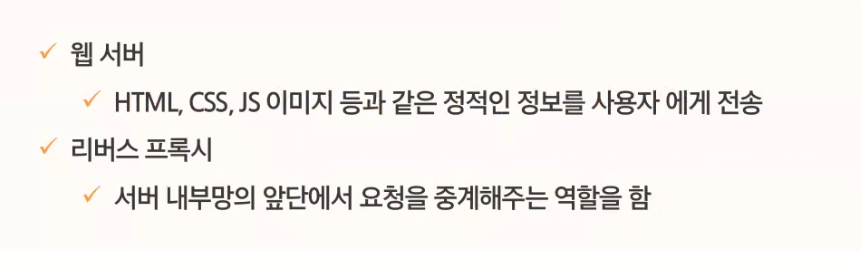 웹 서버
HTML, CSS, JS 이미지 등과 같은 정적인 정보를 사용자 에게 전송
리버스 프록시
서버 내부망의 앞단에서 요청을 중계해주는 역할을 함